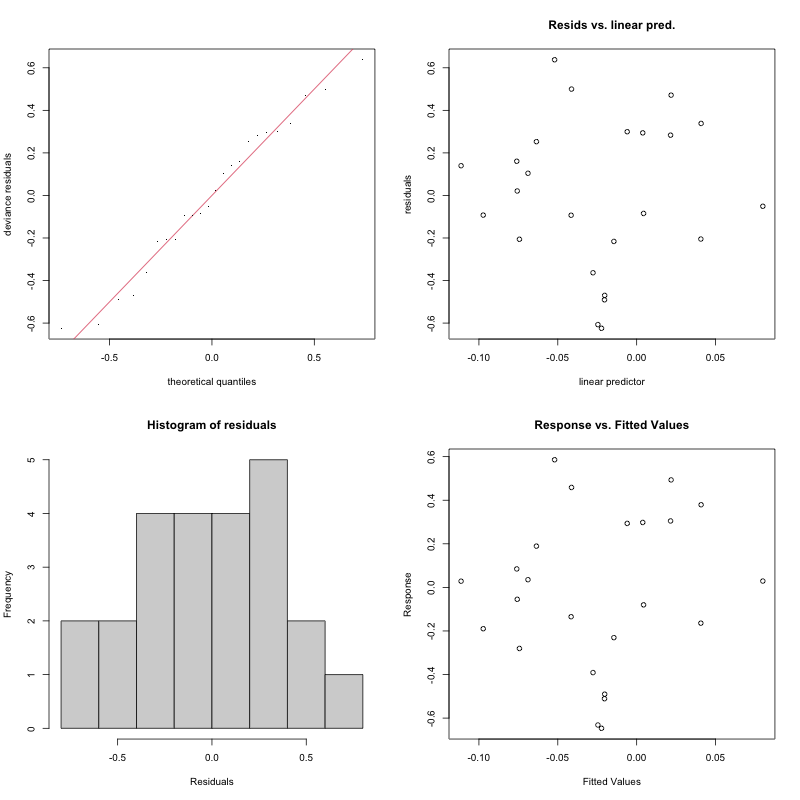 deviance residuals
-0.6 -0.4 -0.2 0.0 0.2 0.4 0.6
-0.5 0.0 0.5
theoretical quantiles
Resids vs. linear pred.
residuals
-0.6 -0.4 -0.2 0.0 0.2 0.4 0.6
-0.10 -0.05 0.00 0.05
linear predictor
Histogram of residuals
Frequency
0 1 2 3 4 5
-0.5 0.0 0.5
Residuals
Response vs. Fitted Values
Response
-0.6 -0.4 -0.2 0.0 0.2 0.4 0.6
-0.10 -0.05 0.00 0.05
Fitted Values